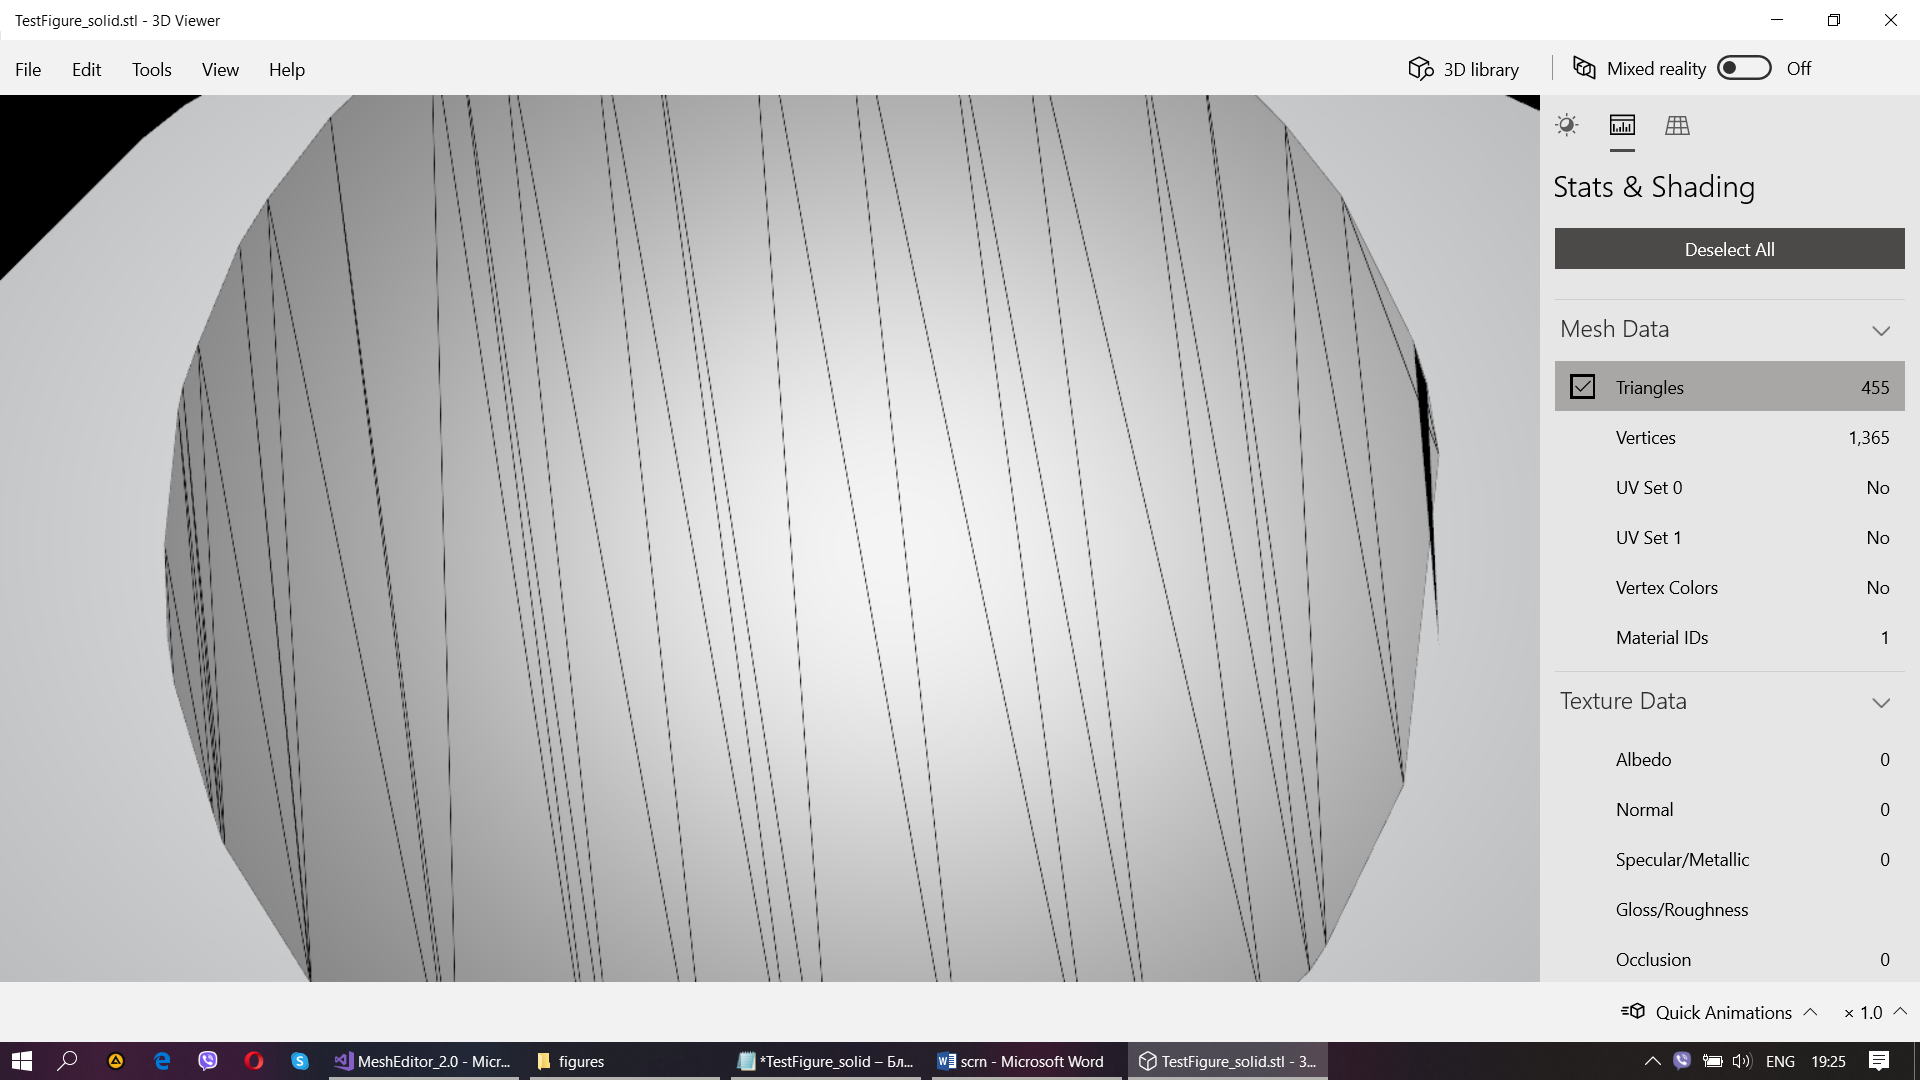 TestFigure_solid.stl - 3D Viewer
File Edit Tools View Help
3D library
Mixed reality Off
Stats & Shading
Deselect All
Mesh Data
Triangles 455
Vertices 1,365
UV Set 0 No
UV Set 1 No
Vertex Colors No
Material IDs 1
Texture Data
Albedo 0
Normal 0
Specular/Metallic 0
Gloss/Roughness
Occlusion 0
Quick Animations × 1.0
MeshEditor_2.0 - Micr... figures *TestFigure_solid – Бл... scrn - Microsoft Word TestFigure_solid.stl - 3... ENG 19:25